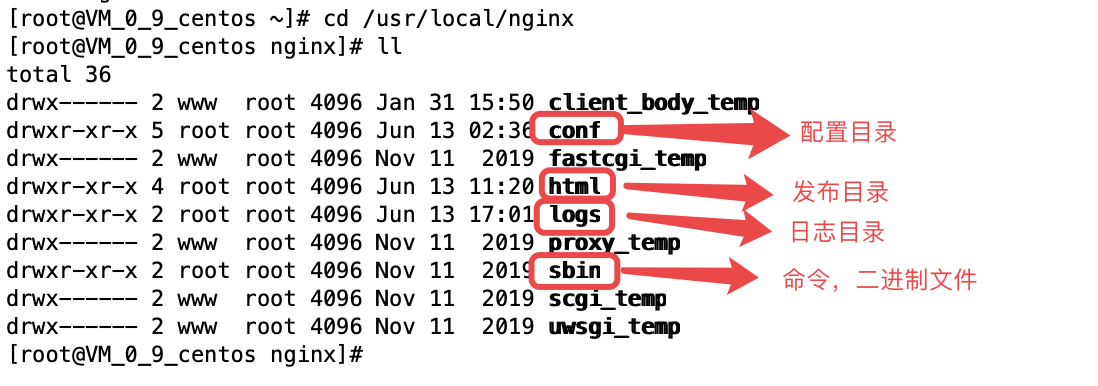 [root@VM_0_9_centos ~]# cd /usr/local/nginx
[root@VM_0_9_centos nginx]# ll
total 36
drwx------ 2 www  root 4096 Jan 31 15:50 client_body_temp
drwxr-xr-x 5 root root 4096 Jun 13 02:36 conf 配置目录
drwx------ 2 www  root 4096 Nov 11  2019 fastcgi_temp
drwxr-xr-x 4 root root 4096 Jun 13 11:20 html 发布目录
drwxr-xr-x 2 root root 4096 Jun 13 17:01 logs 日志目录
drwx------ 2 www  root 4096 Nov 11  2019 proxy_temp
drwxr-xr-x 2 root root 4096 Nov 11  2019 sbin 命令，二进制文件
drwx------ 2 www  root 4096 Nov 11  2019 scgi_temp
drwx------ 2 www  root 4096 Nov 11  2019 uwsgi_temp
[root@VM_0_9_centos nginx]#